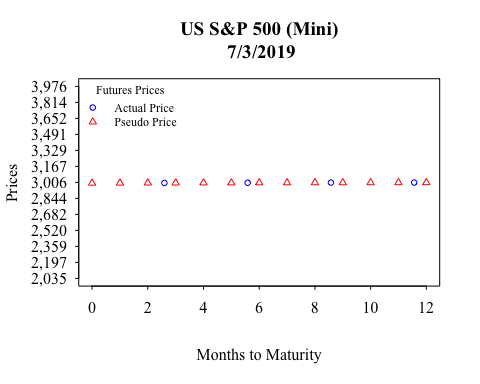 US S&P 500 (Mini)
7/3/2019
Futures Prices
Actual Price
Pseudo Price
Prices
3,976
3,814
3,652
3,491
3,329
3,167
3,006
2,844
2,682
2,520
2,359
2,197
2,035
0 2 4 6 8 10 12
Months to Maturity